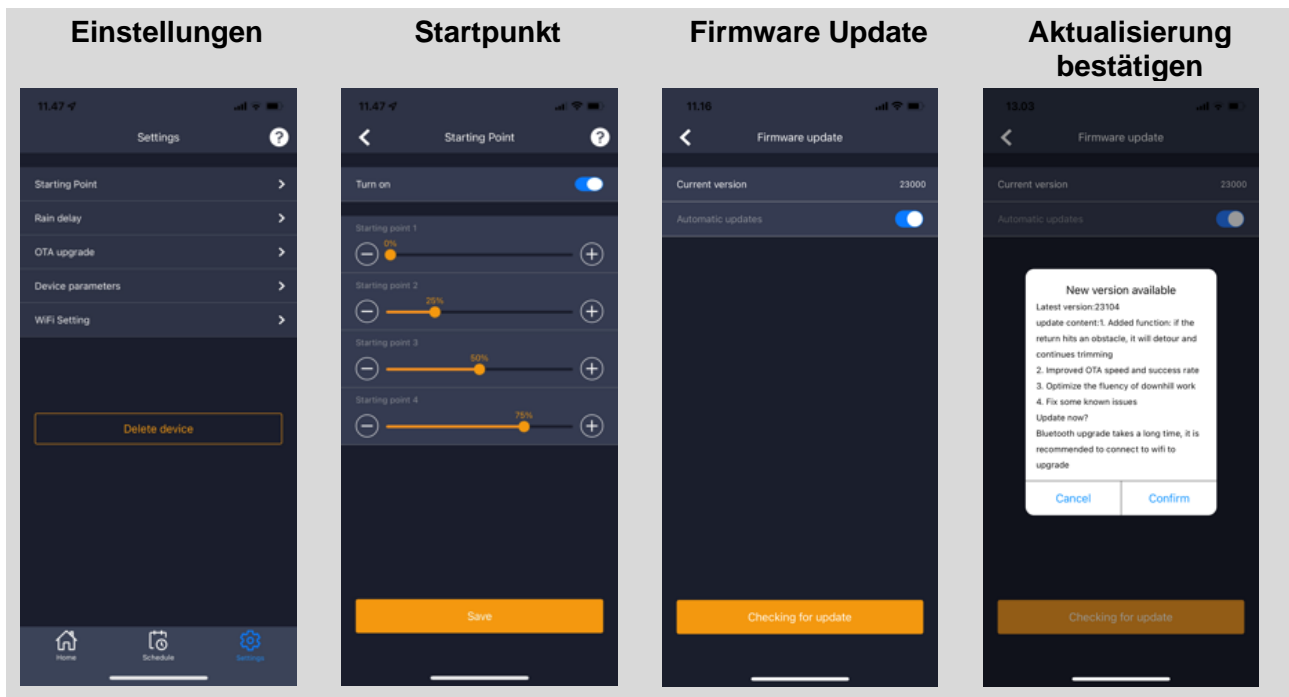 Einstellungen
Startpunkt
Firmware Update
Aktualisierung
bestätigen
11.47
Settings
?
Starting Point
Rain delay
OTA upgrade
Device parameters
WiFi Setting
Delete device
Home
Schedule
Settings
11.47
Starting Point
?
Turn on
Starting point 1
0%
Starting point 2
25%
Starting point 3
50%
Starting point 4
75%
Save
11.16
Firmware update
Current version 23000
Automatic updates
Checking for update
13.03
Firmware update
Current version 23000
Automatic updates
New version available
Latest version:23104
update content:1. Added function: if the
return hits an obstacle, it will detour and
continues trimming
2. Improved OTA speed and success rate
3. Optimize the fluency of downhill work
4. Fix some known issues
Update now?
Bluetooth upgrade takes a long time, it is
recommended to connect to wifi to
upgrade
Cancel Confirm
Checking for update